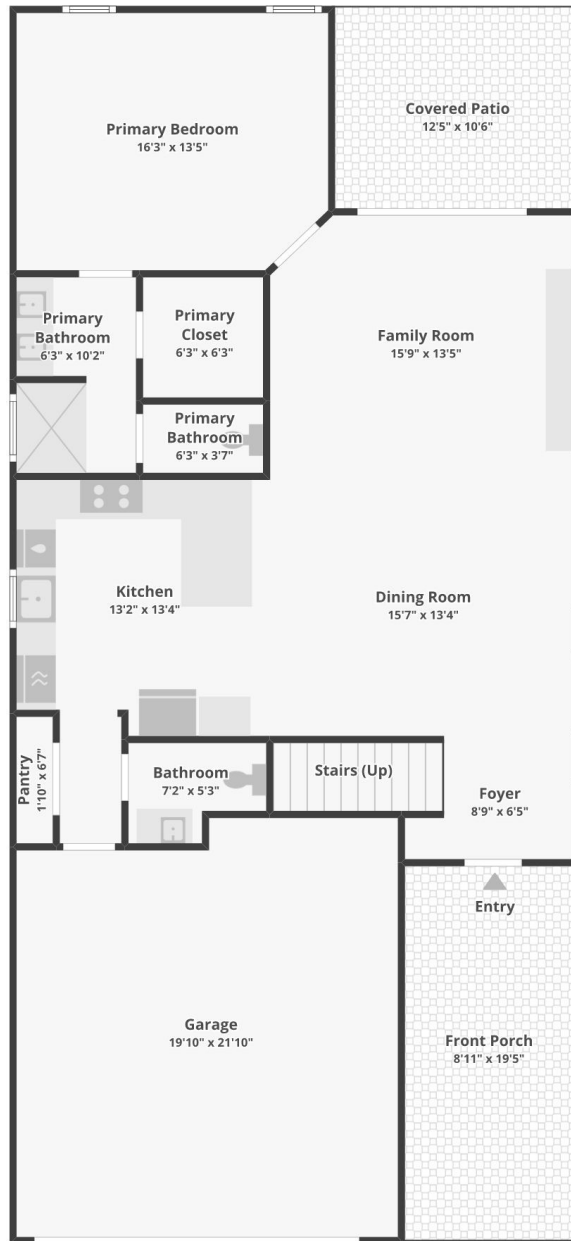 Primary Bedroom
16'3" x 13'5"
Covered Patio
12'5" x 10'6"
Primary
Bathroom
6'3" x 10'2"
Primary
Closet
6'3" x 6'3"
Family Room
15'9" x 13'5"
Primary
Bathroom
6'3" x 3'7"
Kitchen
13'2" x 13'4"
Dining Room
15'7" x 13'4"
Pantry
1'10" x 6'7"
Bathroom
7'2" x 5'3"
Stairs (Up)
Foyer
8'9" x 6'5"
Entry
Garage
19'10" x 21'10"
Front Porch
8'11" x 19'5"